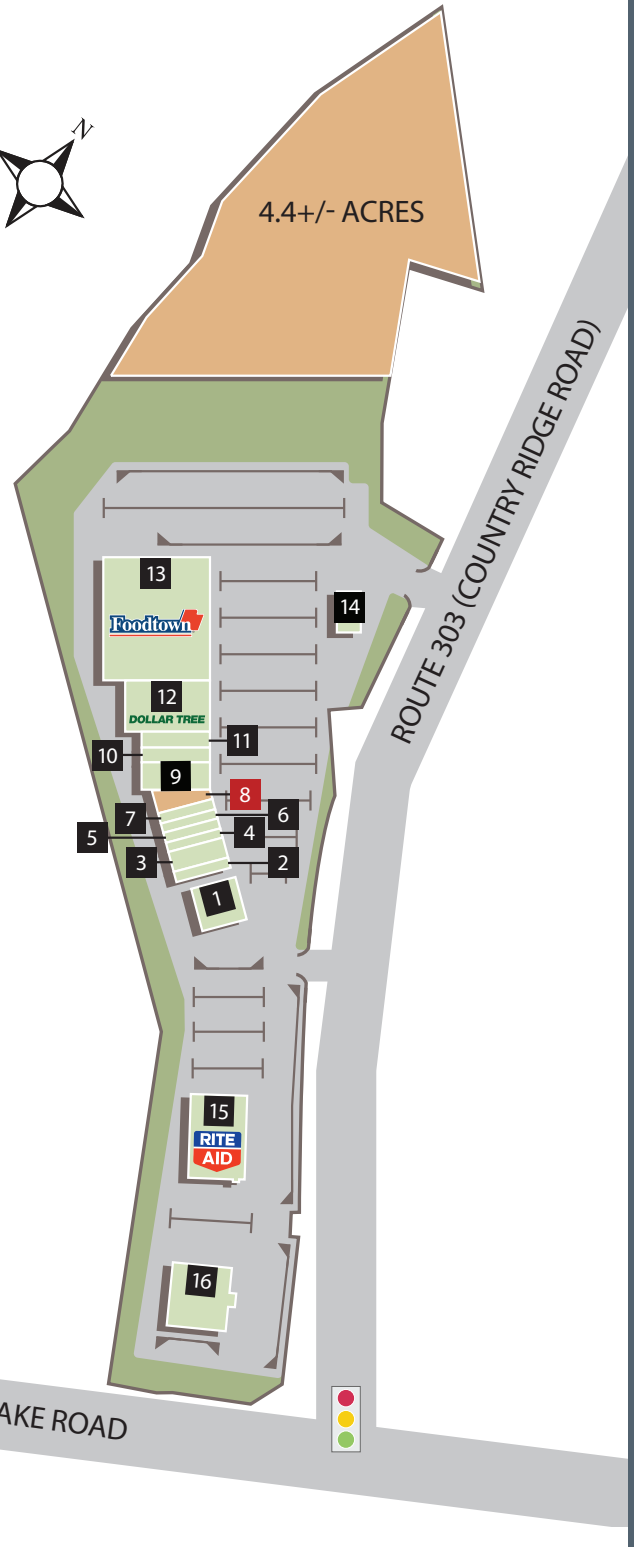 N
4.4+/- ACRES
ROUTE 303 (COUNTRY RIDGE ROAD)
13
Foodtown
14
12
DOLLAR TREE
11
10
9
8
7
6
5
4
3
2
1
15
RITE
AID
16
AKE ROAD